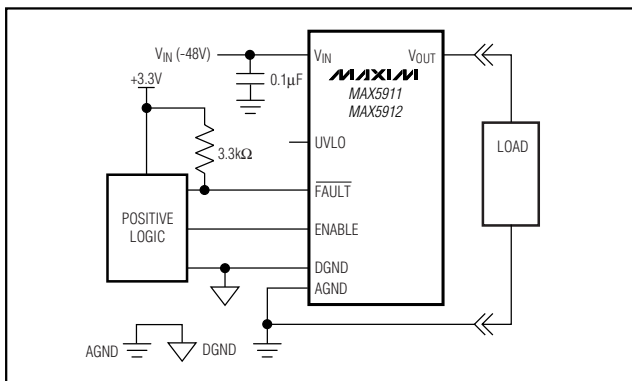 VIN (-48V)
+3.3V
0.1µF
3.3kΩ
POSITIVE
LOGIC
VIN
VOUT
MAXIM
MAX5911
MAX5912
UVLO
FAULT
ENABLE
DGND
AGND
LOAD
AGND
DGND